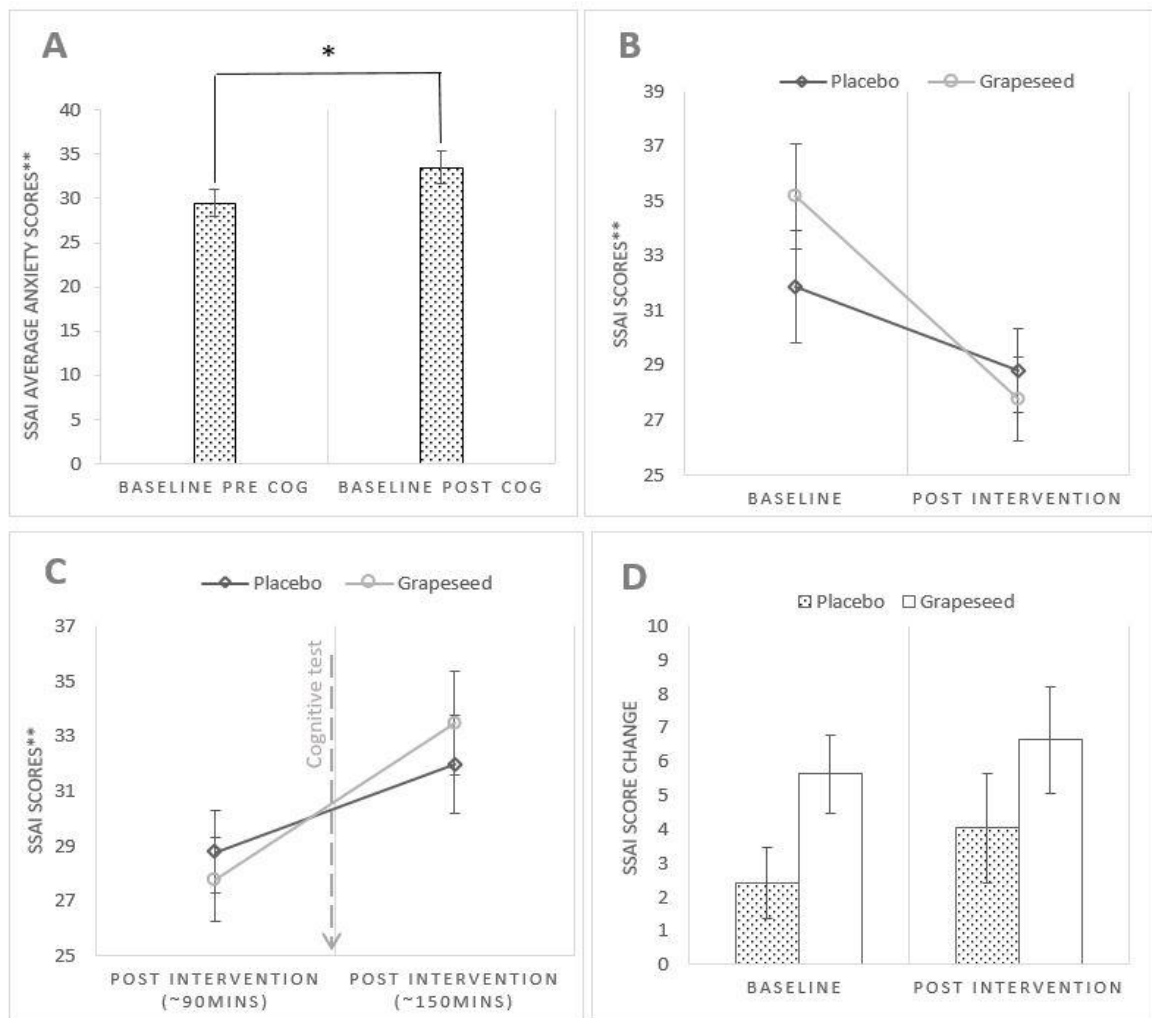 A
*
SSAI AVERAGE ANXIETY SCORES**
40
35
30
25
20
15
10
5
0
BASELINE PRE COG BASELINE POST COG
B
Placebo Grapeseed
SSAI SCORES**
39
37
35
33
31
29
27
25
BASELINE POST INTERVENTION
C
Placebo Grapeseed
SSAI SCORES**
37
35
33
31
29
27
25
Cognitive test
POST INTERVENTION POST INTERVENTION
(~90MINS) (~150MINS)
D
Placebo Grapeseed
SSAI SCORE CHANGE
10
9
8
7
6
5
4
3
2
1
0
BASELINE POST INTERVENTION